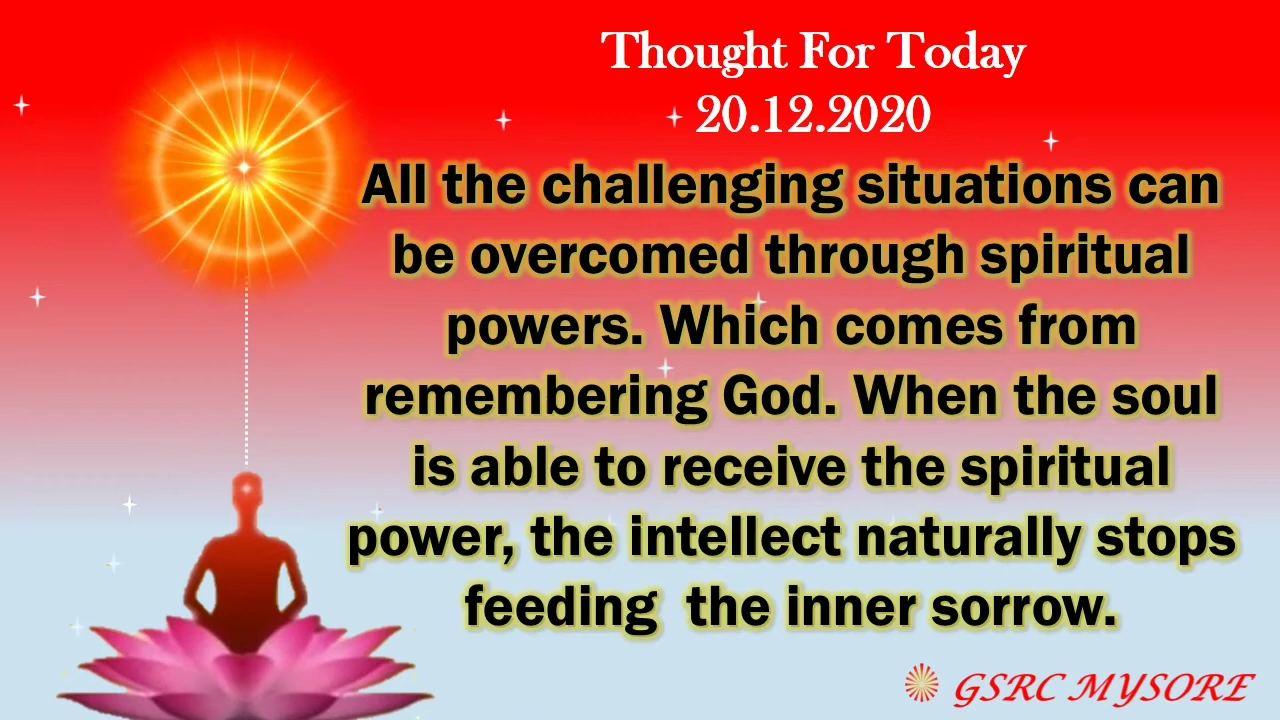 Thought For Today
20.12.2020
All the challenging situations can
be overcomed through spiritual
powers. Which comes from
remembering God. When the soul
is able to receive the spiritual
power, the intellect naturally stops
feeding  the inner sorrow.
GSRC MYSORE